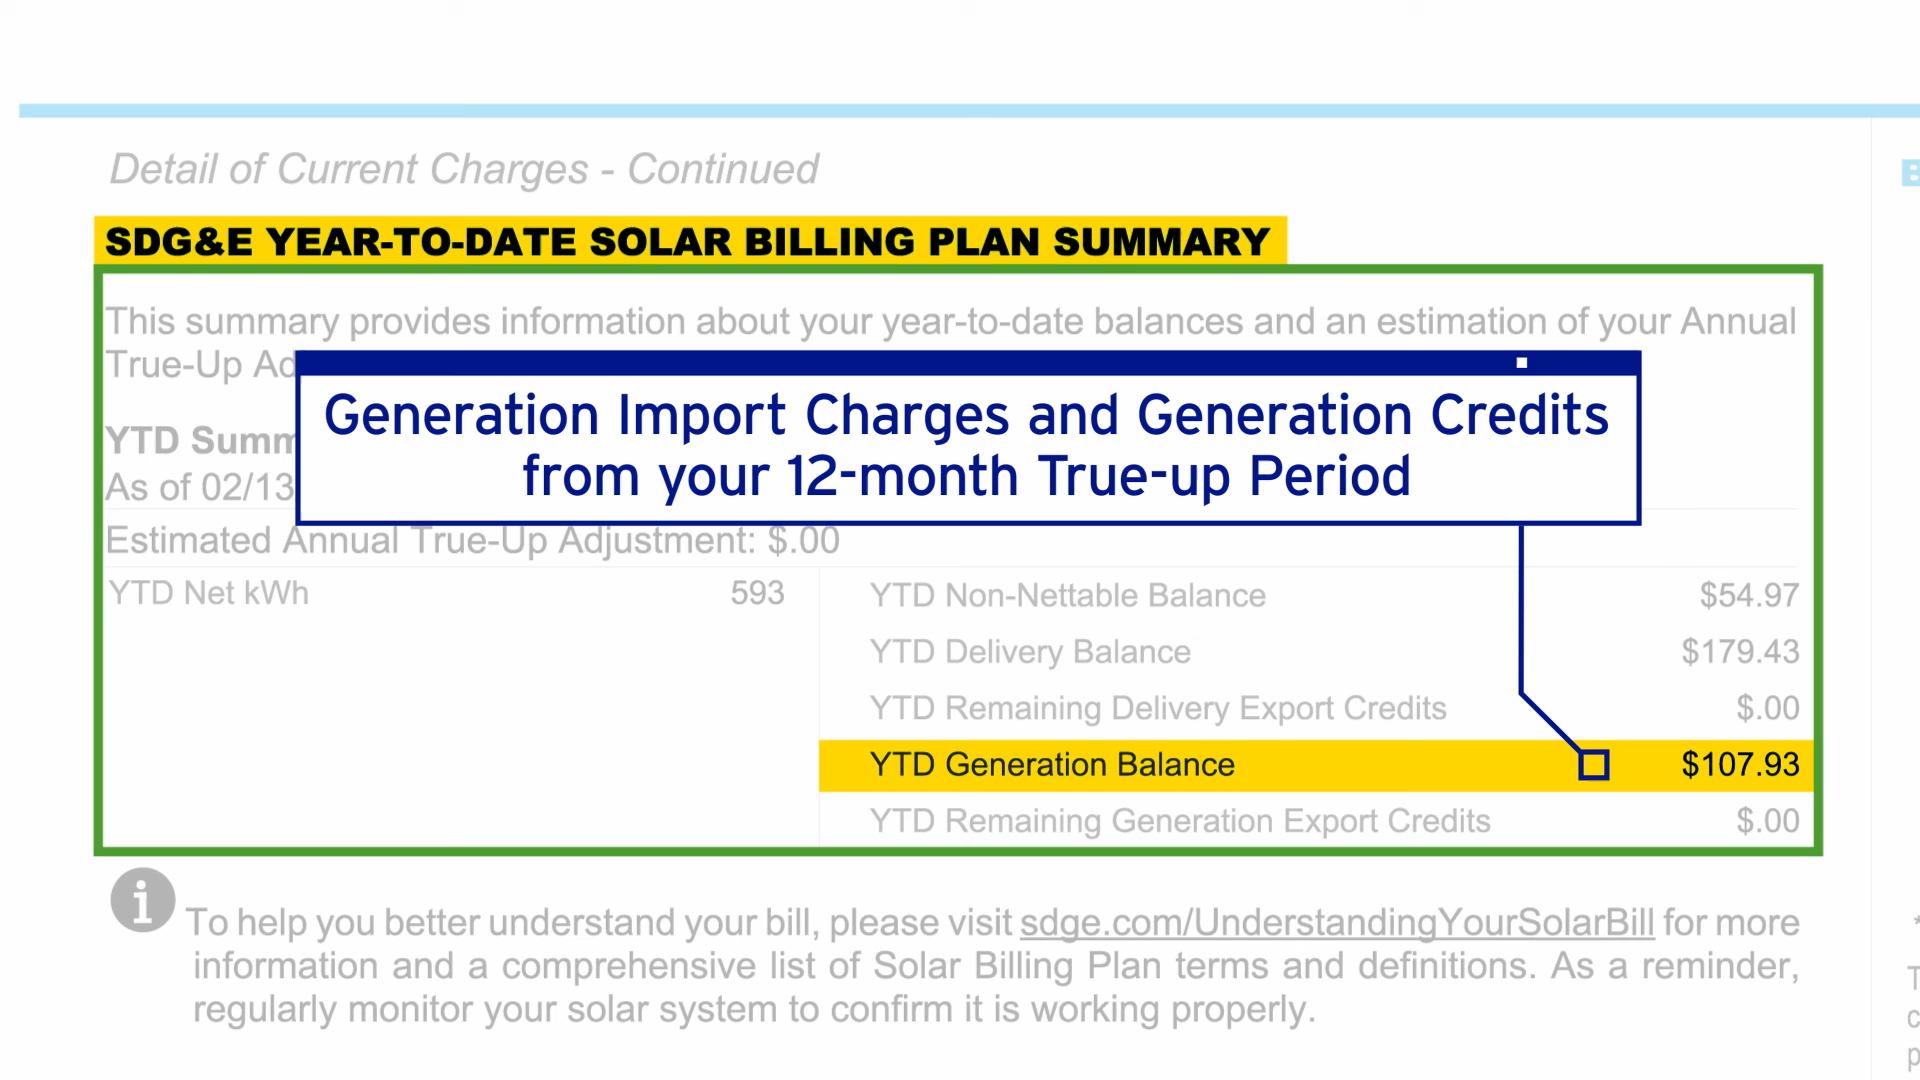 Detail of Current Charges - Continued
SDG&E YEAR-TO-DATE SOLAR BILLING PLAN SUMMARY
This summary provides information about your year-to-date balances and an estimation of your Annual
True-Up
Generation Import Charges and Generation Credits
from your 12-month True-up Period
YTD
As of 02/13
Estimated Annual True-Up Adjustment: $.00
YTD Net kWh 593
YTD Non-Nettable Balance $54.97
YTD Delivery Balance $179.43
YTD Remaining Delivery Export Credits $.00
YTD Generation Balance $107.93
YTD Remaining Generation Export Credits $.00
i
To help you better understand your bill, please visit sdge.com/UnderstandingYourSolarBill for more
information and a comprehensive list of Solar Billing Plan terms and definitions. As a reminder,
regularly monitor your solar system to confirm it is working properly.